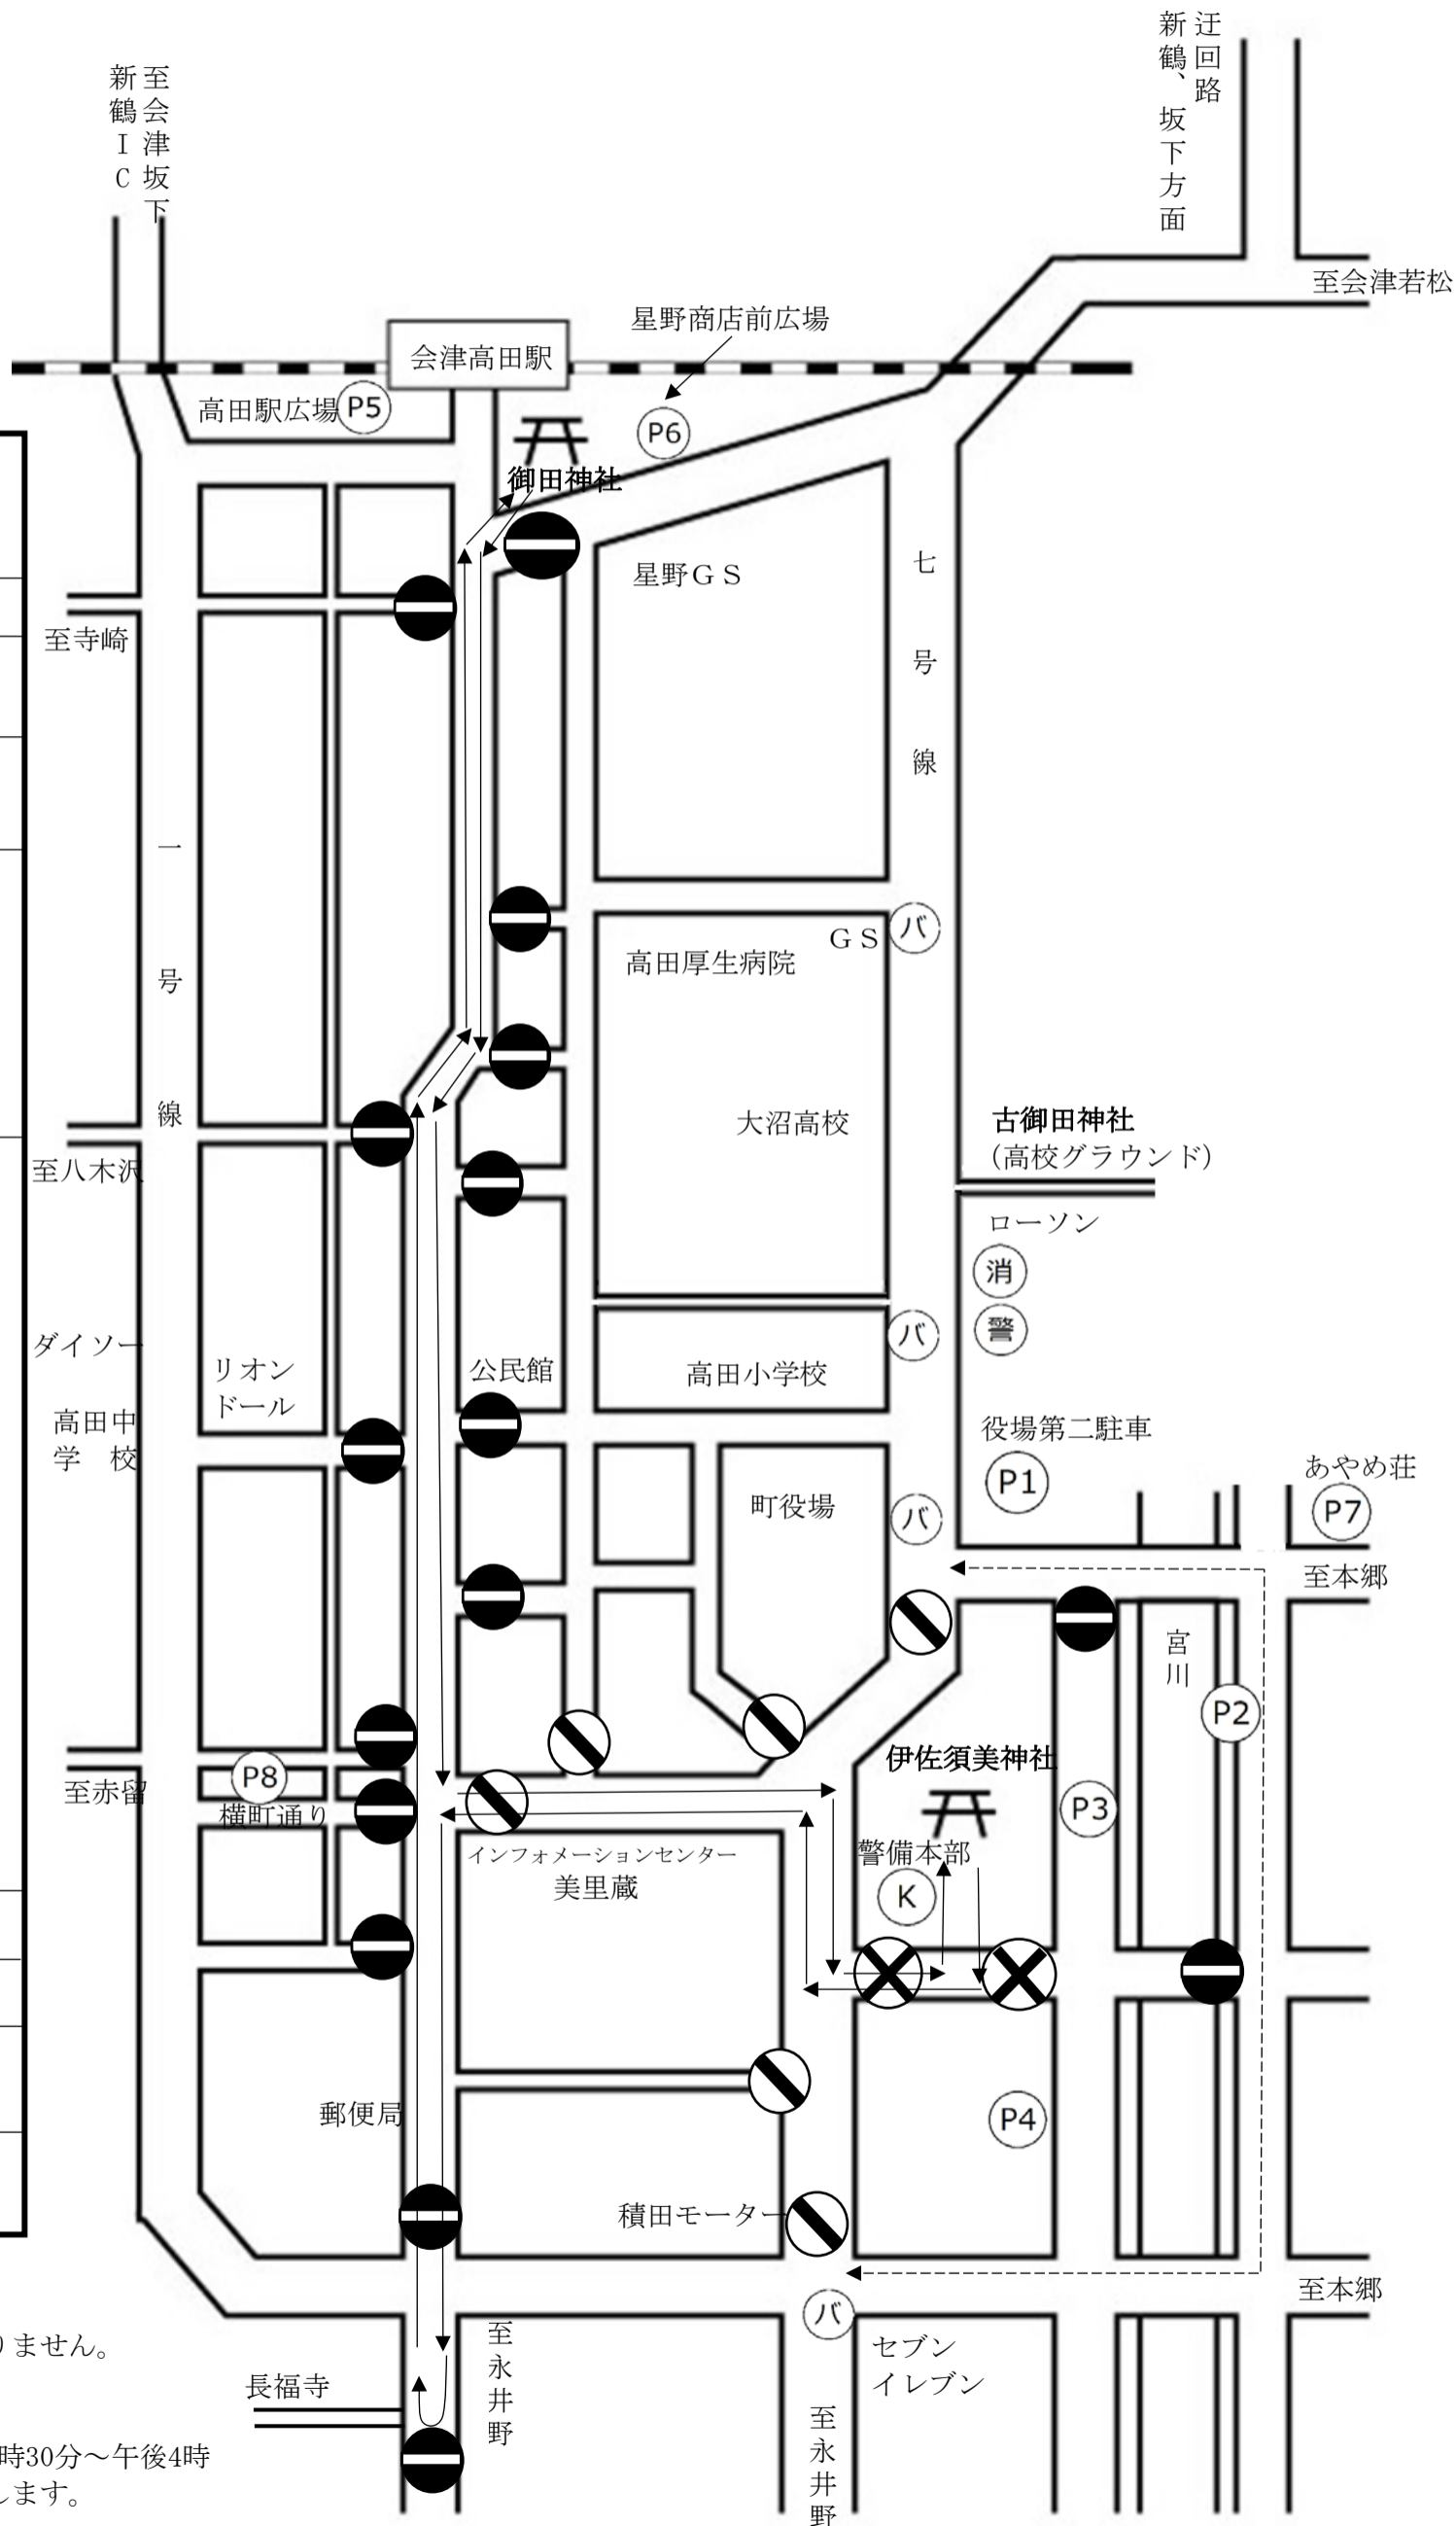 迂回路
新鶴、坂下方面
至会津坂下
新鶴ＩＣ
至会津若松
星野商店前広場
会津高田駅
高田駅広場
P5
P6
御田神社
星野ＧＳ
七号線
至寺崎
一号線
ＧＳ
バ
高田厚生病院
大沼高校
古御田神社
（高校グラウンド）
至八木沢
ローソン
消
警
バ
ダイソー
リオン
ドール
公民館
高田小学校
高田中
学　校
役場第二駐車
P1
あやめ荘
P7
町役場
バ
至本郷
宮川
P2
伊佐須美神社
P8
至赤留
横町通り
P3
警備本部
K
インフォメーションセンター
美里蔵
郵便局
P4
積田モーター
至本郷
バ
セブン
イレブン
至永井野
至永井野
長福寺
りません。
時30分～午後4時
します。